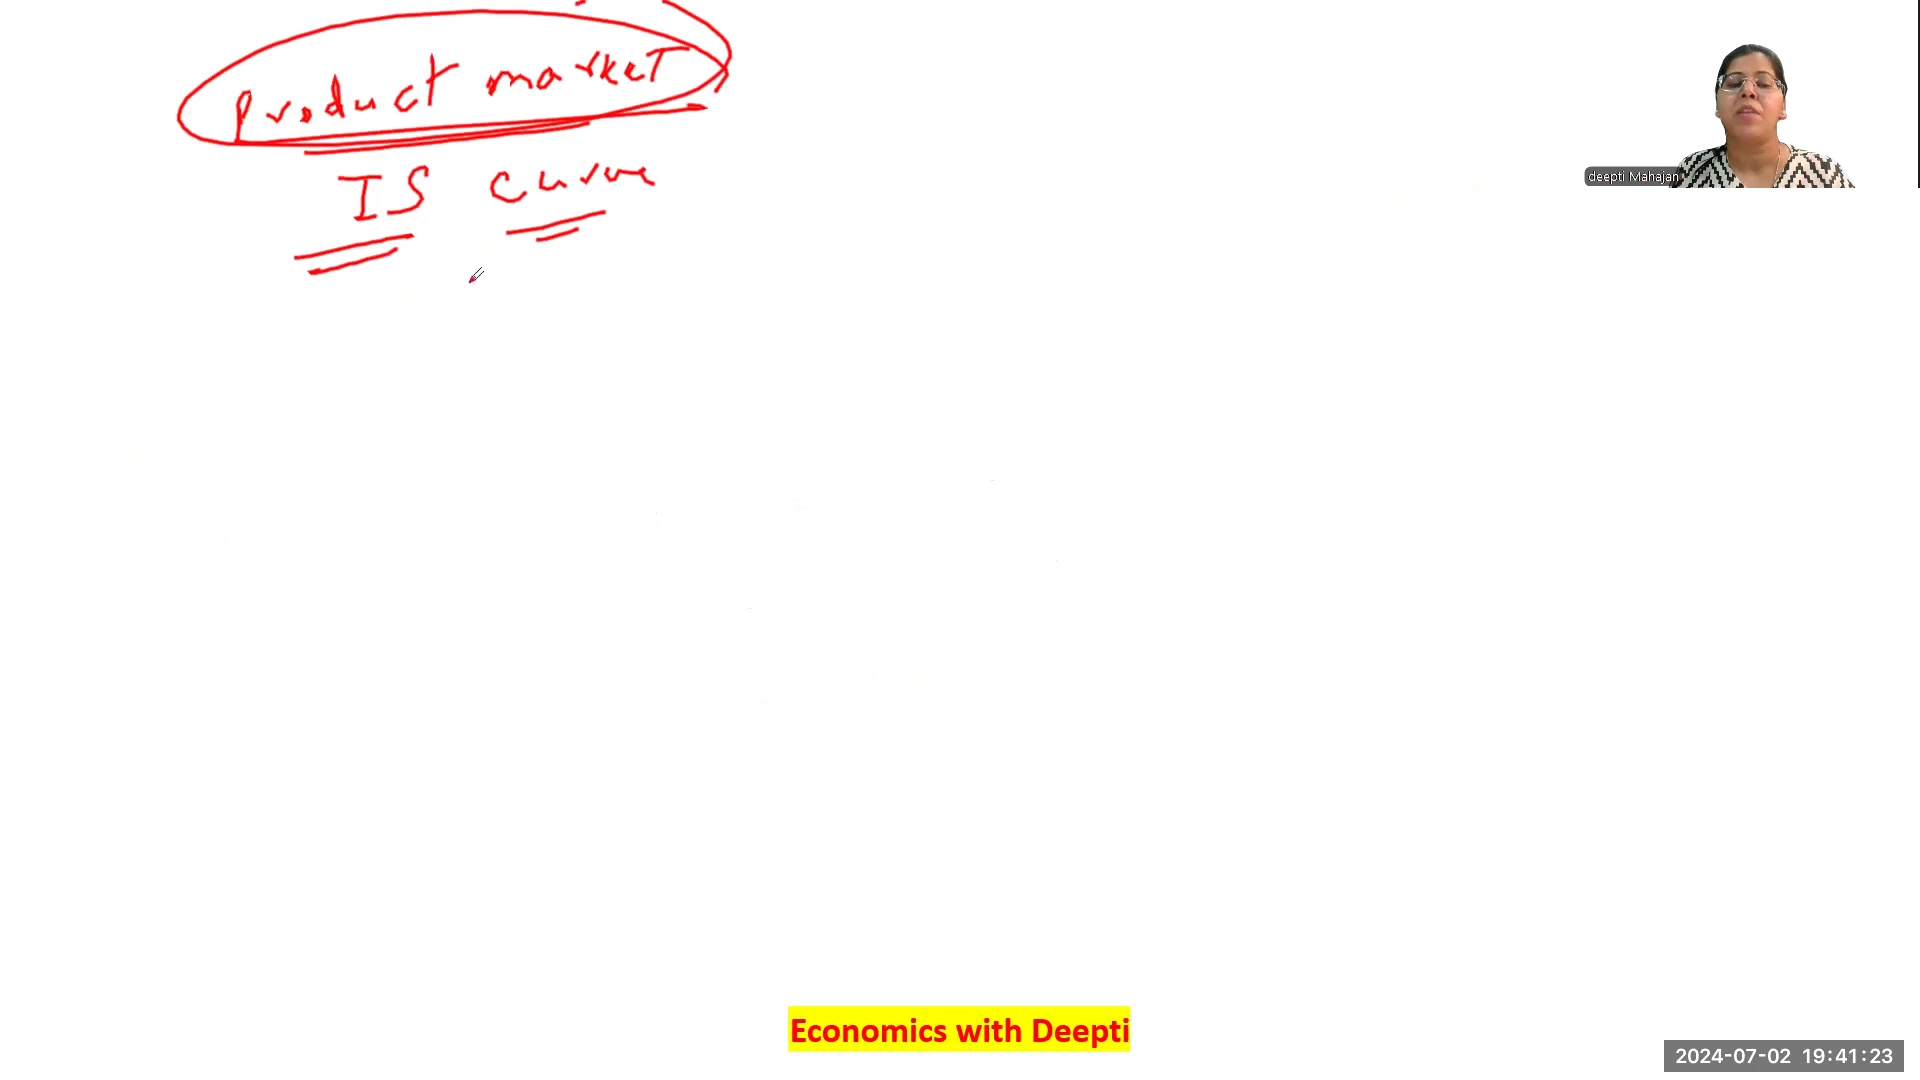 Product market
IS curve
deepti Mahajan
Economics with Deepti
2024-07-02 19:41:23